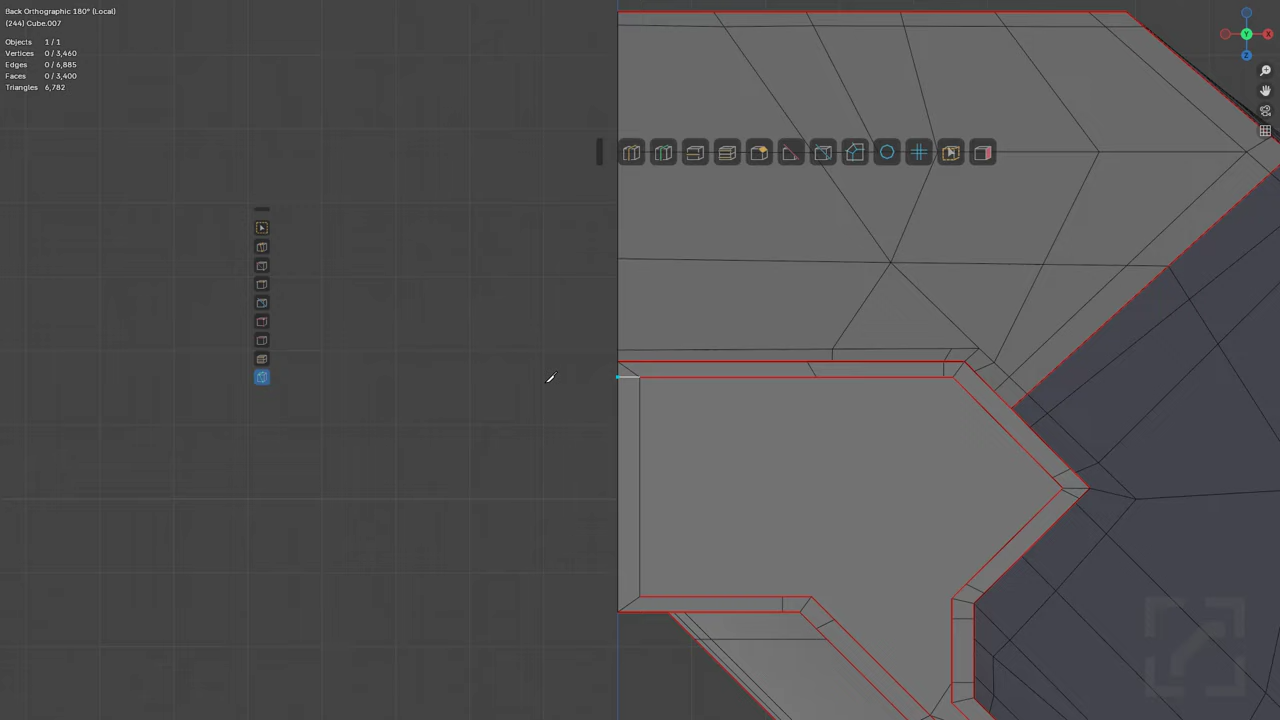 Back Orthographic 180° (Local)
(244) Cube.007
Objects 1 / 1
Vertices 0 / 3,460
Edges 0 / 6,885
Faces 0 / 3,400
Triangles 6,782
X
Y
Z